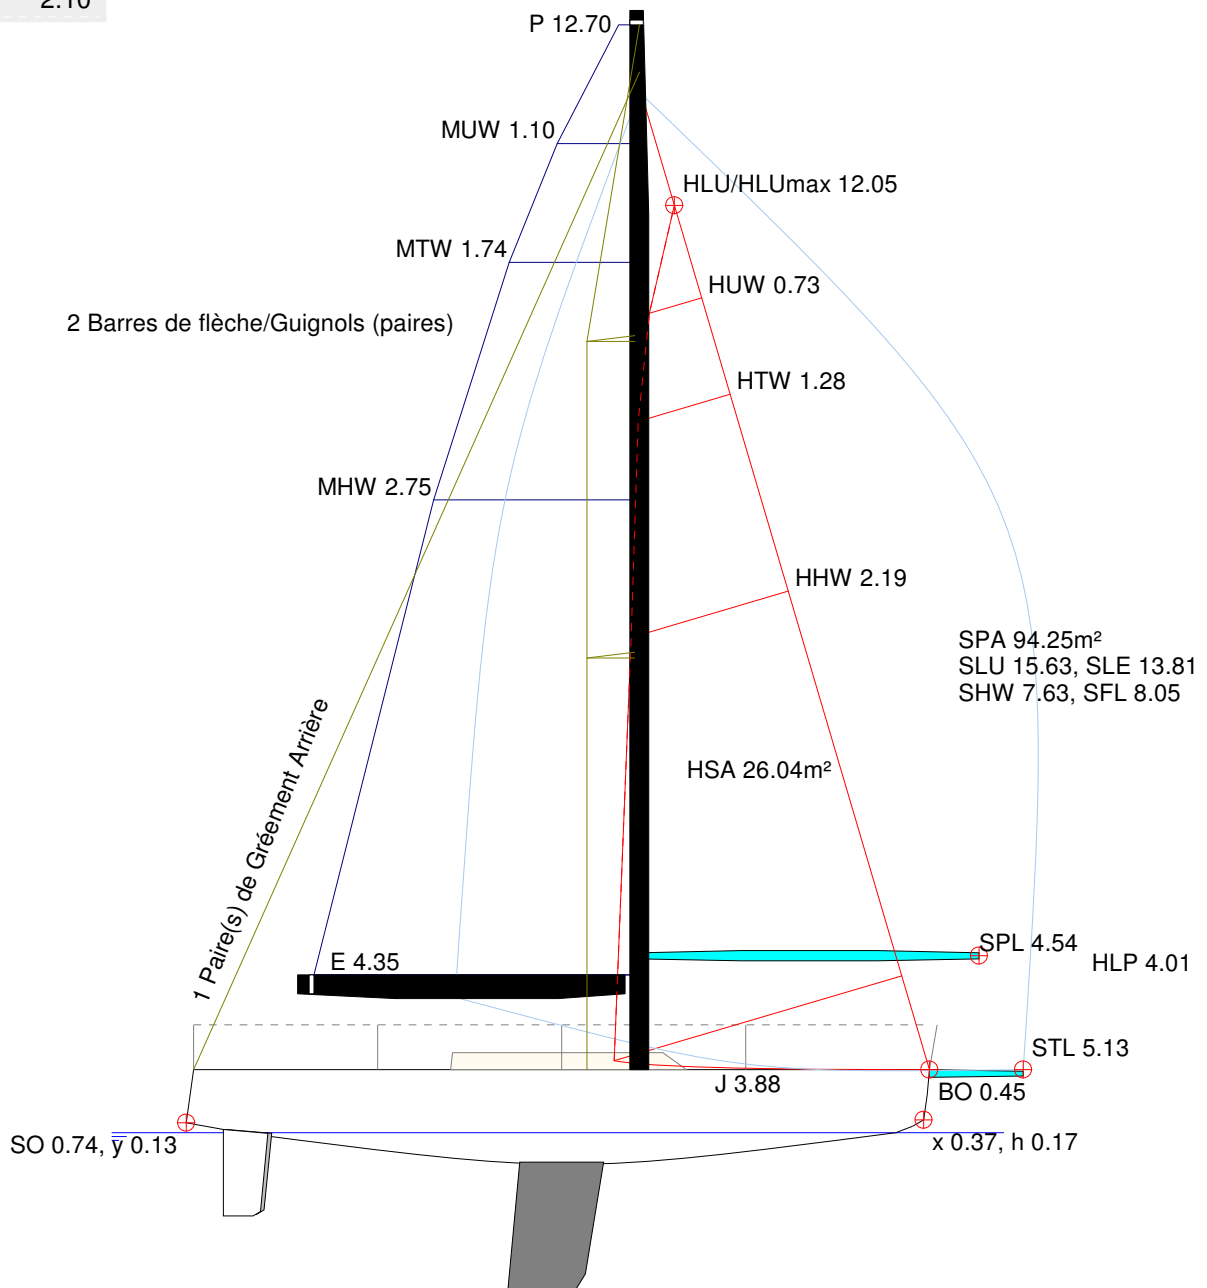 2.10
P 12.70
MUW 1.10
HLU/HLUmax 12.05
MTW 1.74
HUW 0.73
2 Barres de flèche/Guignols (paires)
HTW 1.28
MHW 2.75
HHW 2.19
SPA 94.25m²
SLU 15.63, SLE 13.81
SHW 7.63, SFL 8.05
1 Paire(s) de Gréement Arrière
HSA 26.04m²
SPL 4.54
E 4.35
HLP 4.01
STL 5.13
J 3.88
BO 0.45
SO 0.74, y 0.13
x 0.37, h 0.17